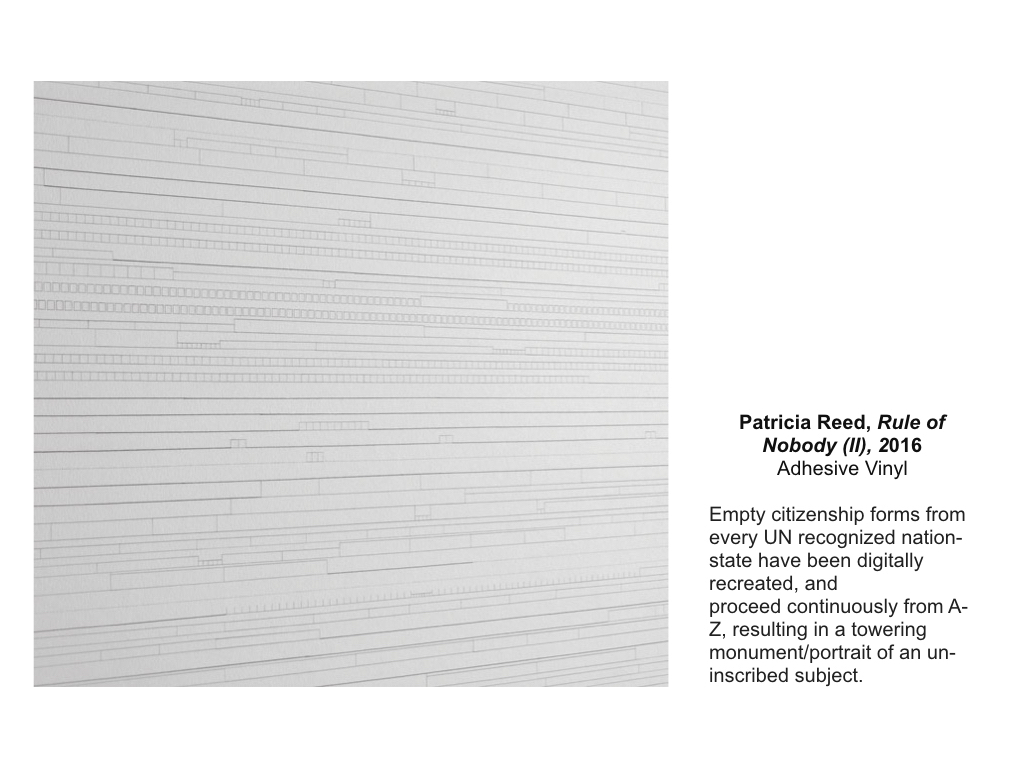 Patricia Reed, Rule of
Nobody (II), 2016
Adhesive Vinyl
Empty citizenship forms from
every UN recognized nation-
state have been digitally
recreated, and
proceed continuously from A-
Z, resulting in a towering
monument/portrait of an un-
inscribed subject.